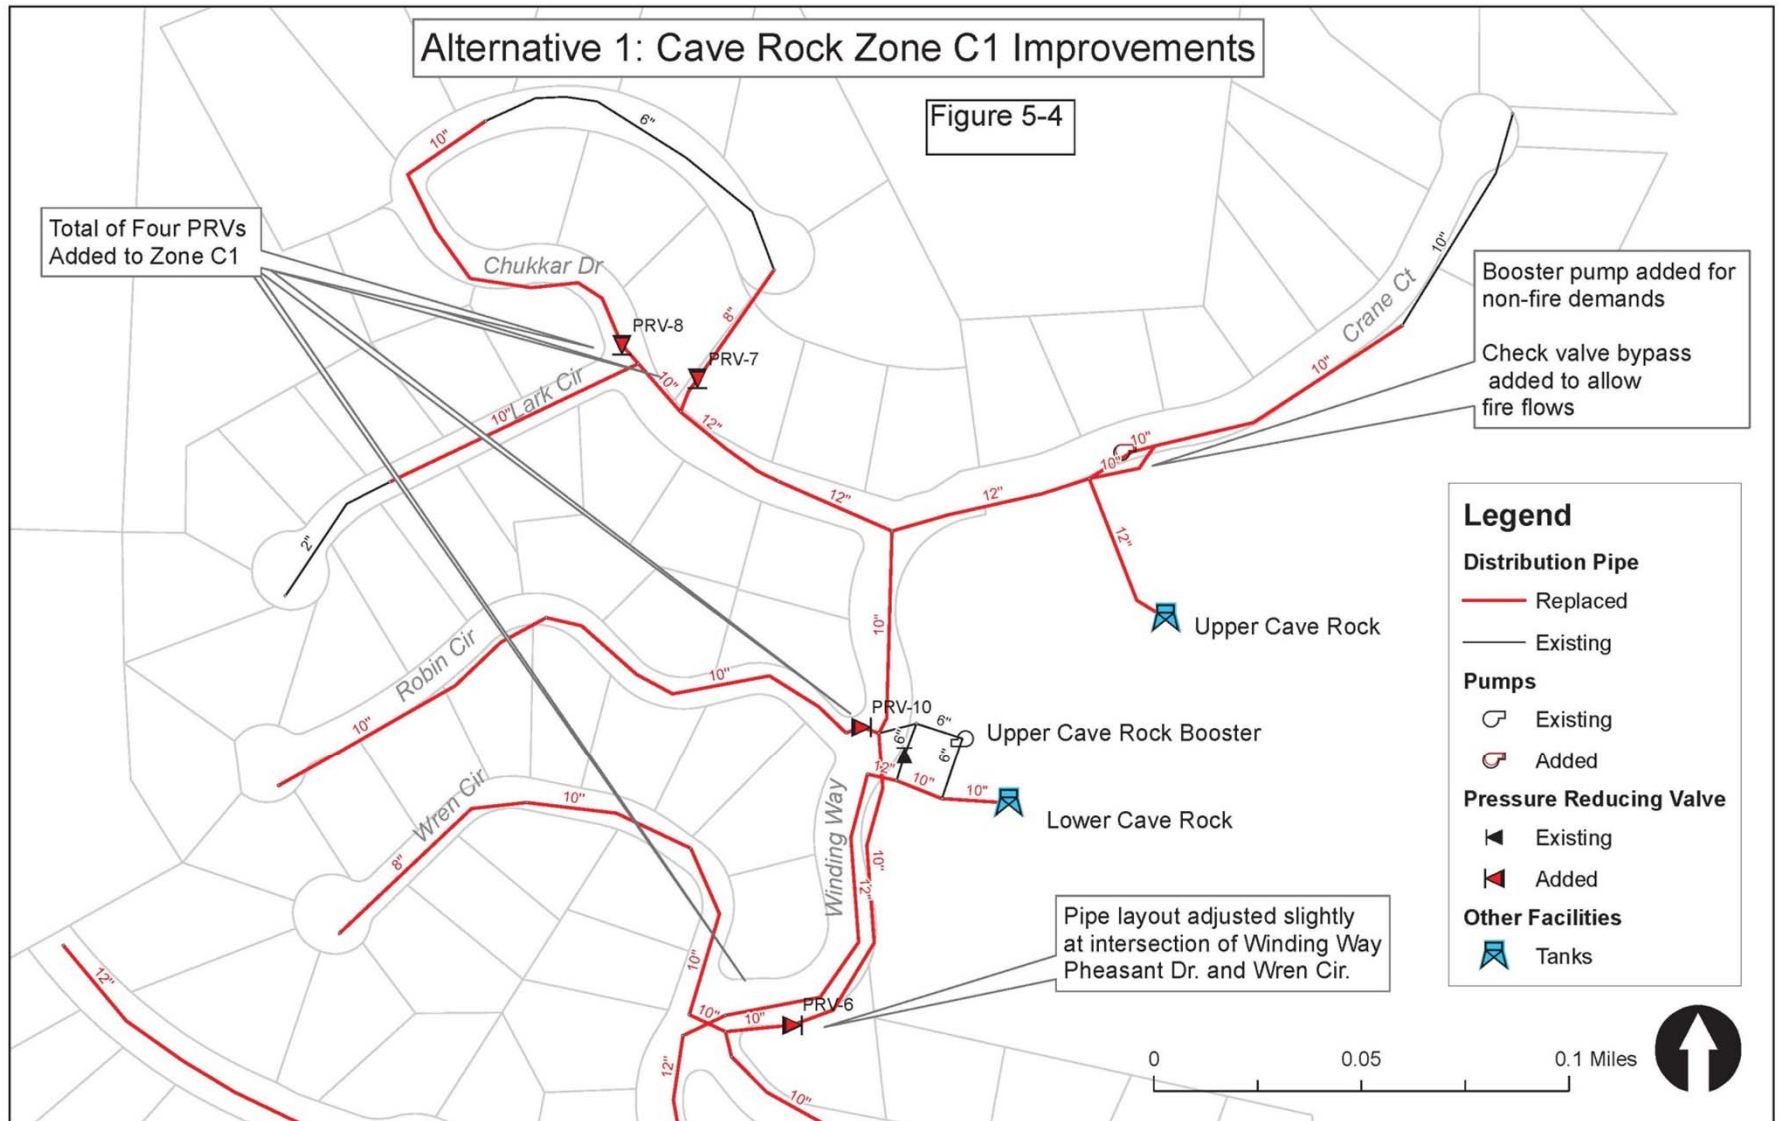 Alternative 1: Cave Rock Zone C1 Improvements
Figure 5-4
Total of Four PRVs
Added to Zone C1
10"
6"
Chukkar Dr
8"
PRV-8
PRV-7
10"
12"
Lark Cir
10"
2"
12"
12"
Crane Ct
10"
10"
10"
10"
12"
Booster pump added for
non-fire demands
Check valve bypass
added to allow
fire flows
Upper Cave Rock
10"
Robin Cir
10"
10"
PRV-10
6"
6"
6"
Upper Cave Rock Booster
12"
10"
10"
Lower Cave Rock
Wren Cir
10"
8"
Winding Way
10"
12"
10"
12"
PRV-6
10"
10"
12"
10"
Pipe layout adjusted slightly
at intersection of Winding Way
Pheasant Dr. and Wren Cir.
Legend
Distribution Pipe
Replaced
Existing
Pumps
Existing
Added
Pressure Reducing Valve
Existing
Added
Other Facilities
Tanks
0 0.05 0.1 Miles